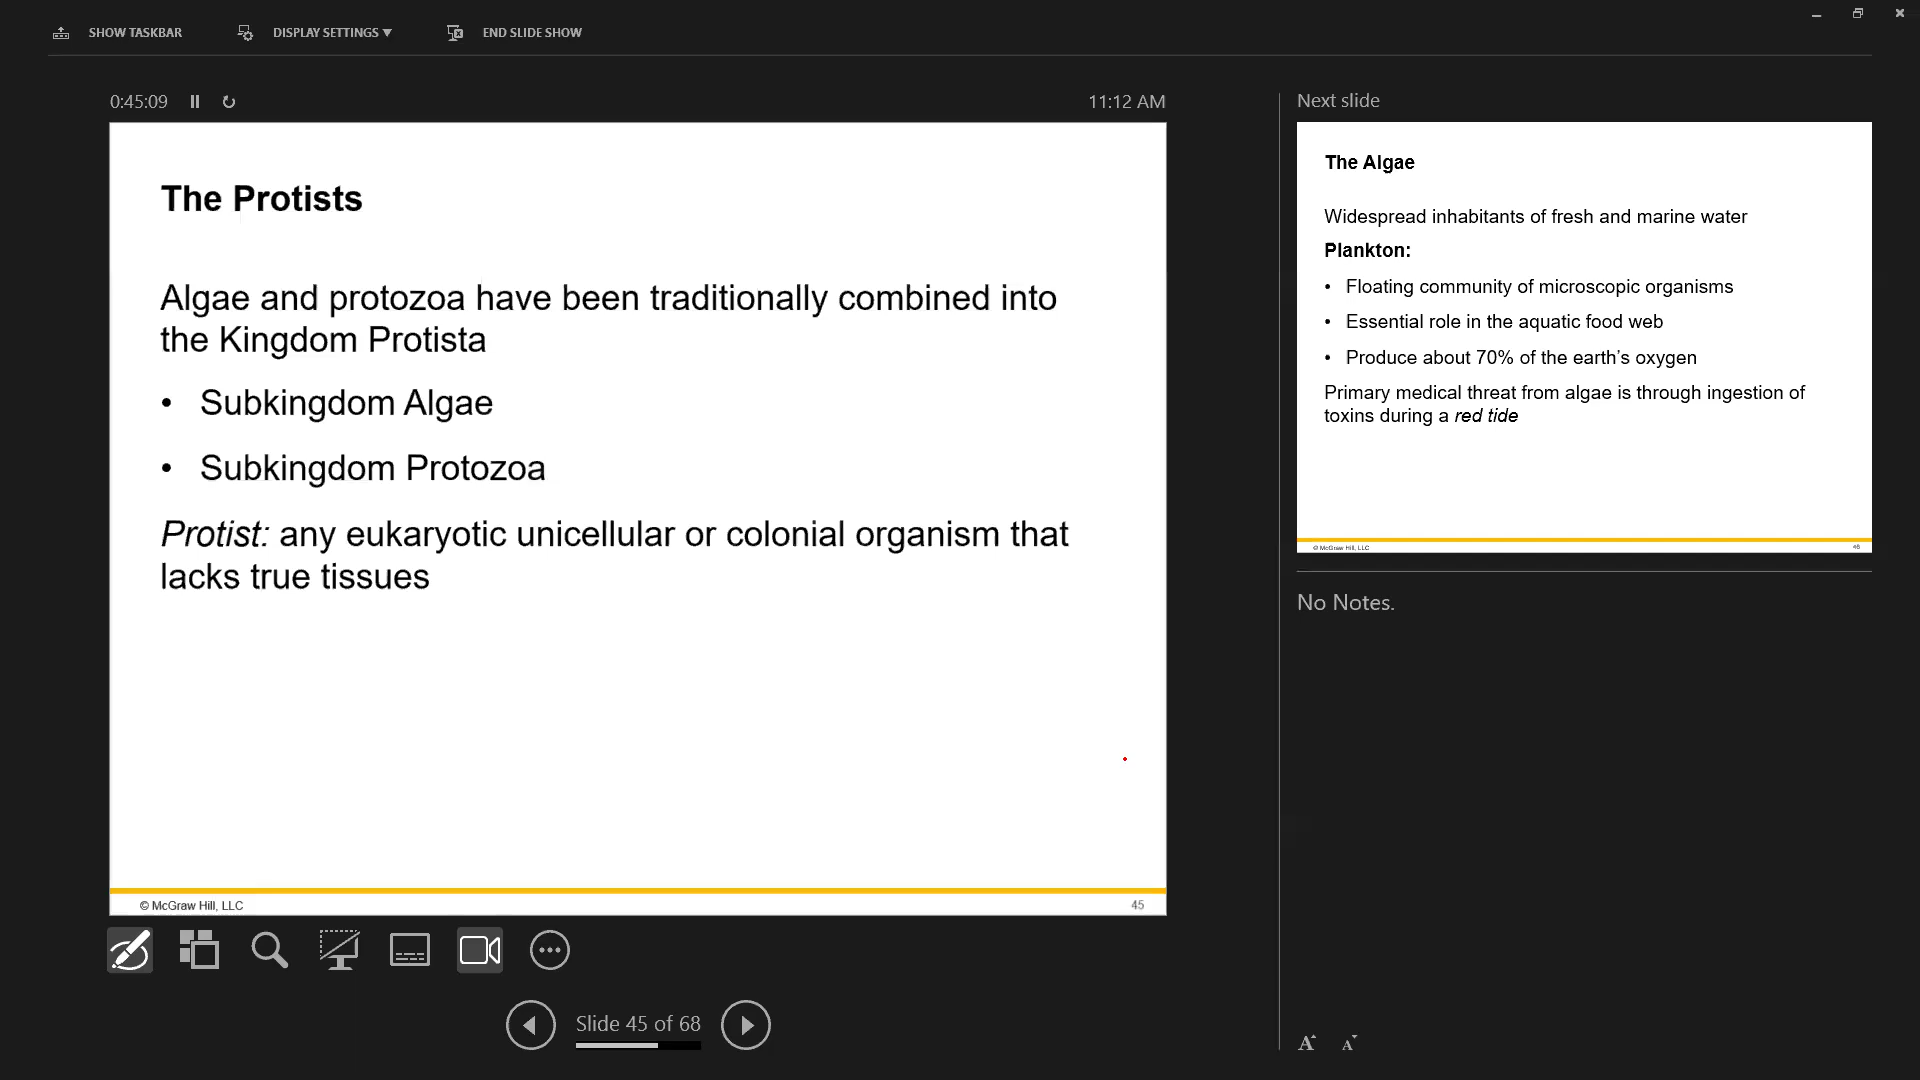 SHOW TASKBAR
DISPLAY SETTINGS ▼
END SLIDE SHOW
0:45:09
11:12 AM
The Protists
Algae and protozoa have been traditionally combined into
the Kingdom Protista
• Subkingdom Algae
• Subkingdom Protozoa
Protist: any eukaryotic unicellular or colonial organism that
lacks true tissues
© McGraw Hill, LLC
45
Slide 45 of 68
Next slide
The Algae
Widespread inhabitants of fresh and marine water
Plankton:
• Floating community of microscopic organisms
• Essential role in the aquatic food web
• Produce about 70% of the earth’s oxygen
Primary medical threat from algae is through ingestion of
toxins during a red tide
© McGraw Hill, LLC
46
No Notes.
A A